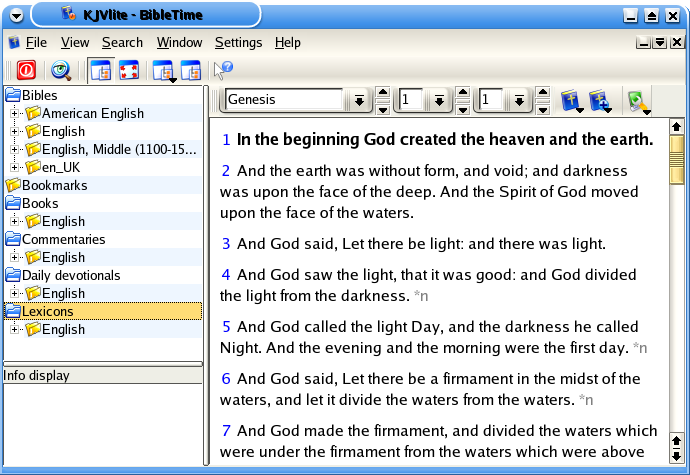 KJVlite - BibleTime
File View Search Window Settings Help
Bibles
American English
English
English, Middle (1100-15...
en_UK
Bookmarks
Books
English
Commentaries
English
Daily devotionals
English
Lexicons
English
Info display
Genesis 1 1
1 In the beginning God created the heaven and the earth.
2 And the earth was without form, and void; and darkness
was upon the face of the deep. And the Spirit of God moved
upon the face of the waters.
3 And God said, Let there be light: and there was light.
4 And God saw the light, that it was good: and God divided
the light from the darkness. *n
5 And God called the light Day, and the darkness he called
Night. And the evening and the morning were the first day. *n
6 And God said, Let there be a firmament in the midst of the
waters, and let it divide the waters from the waters. *n
7 And God made the firmament, and divided the waters which
were under the firmament from the waters which were above